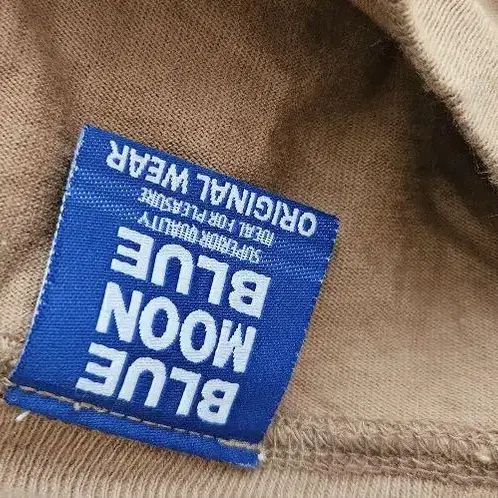 BLUE
MOON
BLUE
SUPERIOR QUALITY
IDEAL FOR PLEASURE
ORIGINAL WEAR